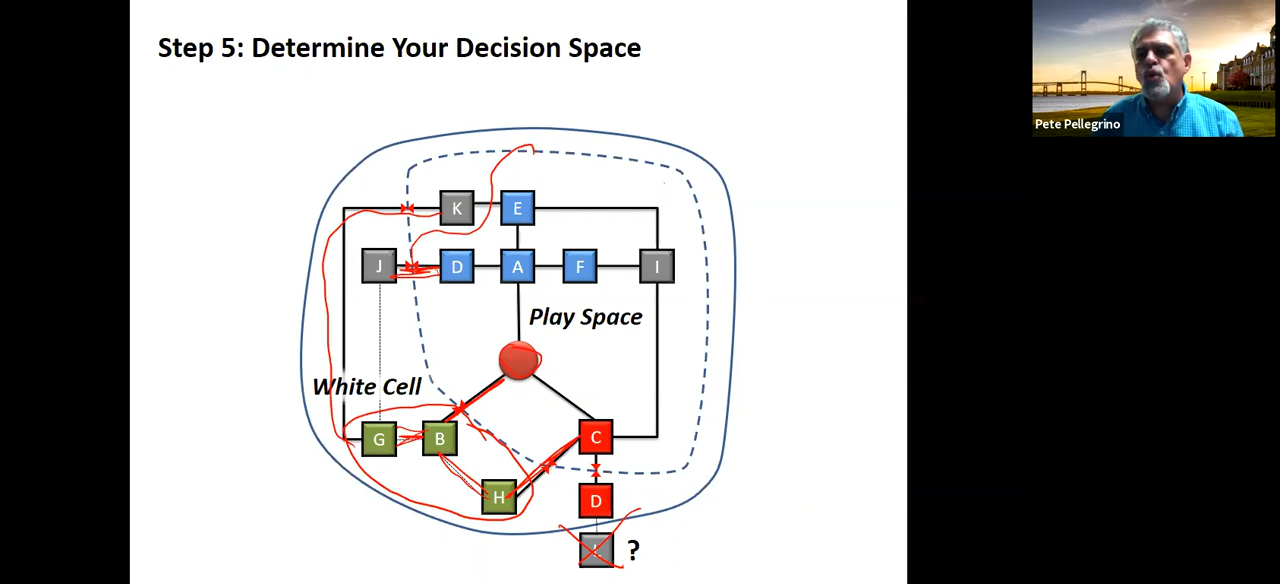 Step 5: Determine Your Decision Space
Pete Pellegrino
K E
J D A F I
Play Space
White Cell
G B C
H D
?